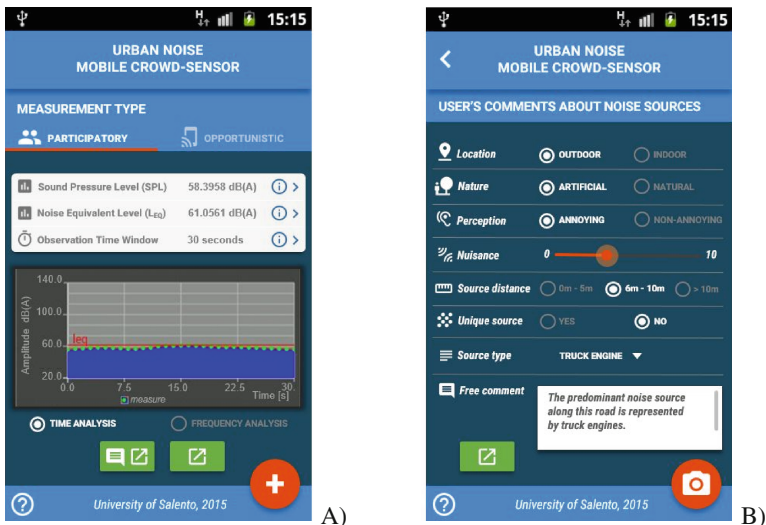 H 15:15
URBAN NOISE
MOBILE CROWD-SENSOR
MEASUREMENT TYPE
PARTICIPATORY OPPORTUNISTIC
Sound Pressure Level (SPL) 58.3958 dB(A)
Noise Equivalent Level (LEQ) 61.0561 dB(A)
Observation Time Window 30 seconds
Amplitude dB(A)
140.0
100.0
60.0
20.0
leq
0.0 7.5 15.0 22.5 30.
measure Time [s]
TIME ANALYSIS FREQUENCY ANALYSIS
University of Salento, 2015
A)
H 15:15
URBAN NOISE
MOBILE CROWD-SENSOR
USER'S COMMENTS ABOUT NOISE SOURCES
Location OUTDOOR INDOOR
Nature ARTIFICIAL NATURAL
Perception ANNOYING NON-ANNOYING
Nuisance 0 10
Source distance 0m - 5m 6m - 10m > 10m
Unique source YES NO
Source type TRUCK ENGINE
Free comment
The predominant noise source
along this road is represented
by truck engines.
University of Salento, 2015
B)